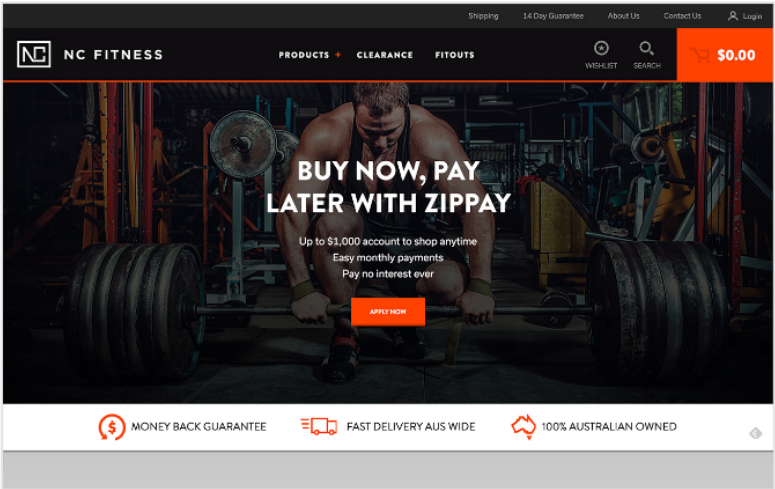 Shipping 14 Day Guarantee About Us Contact Us Login
NC NC FITNESS PRODUCTS + CLEARANCE FITOUTS WISHLIST SEARCH $0.00
BUY NOW, PAY
LATER WITH ZIPPAY
Up to $1,000 account to shop anytime
Easy monthly payments
Pay no interest ever
APPLY NOW
MONEY BACK GUARANTEE FAST DELIVERY AUS WIDE 100% AUSTRALIAN OWNED